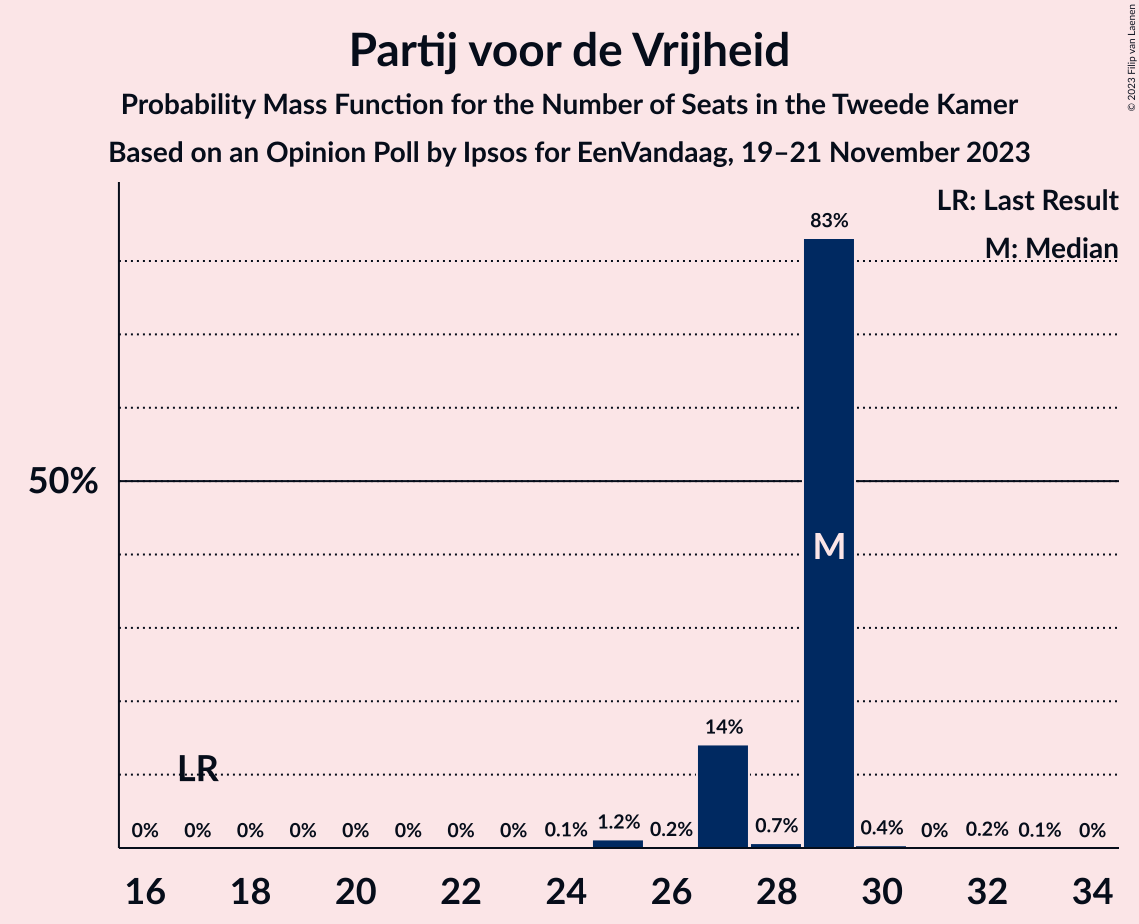 Partij voor de Vrijheid
Probability Mass Function for the Number of Seats in the Tweede Kamer
Based on an Opinion Poll by Ipsos for EenVandaag, 19–21 November 2023
© 2023 Filip van Laenen
LR: Last Result
M: Median
83%
50%
M
14%
LR
0% 0% 0% 0% 0% 0% 0% 0% 0.1% 1.2% 0.2% 0.7% 0.4% 0% 0.2% 0.1% 0%
16 18 20 22 24 26 28 30 32 34